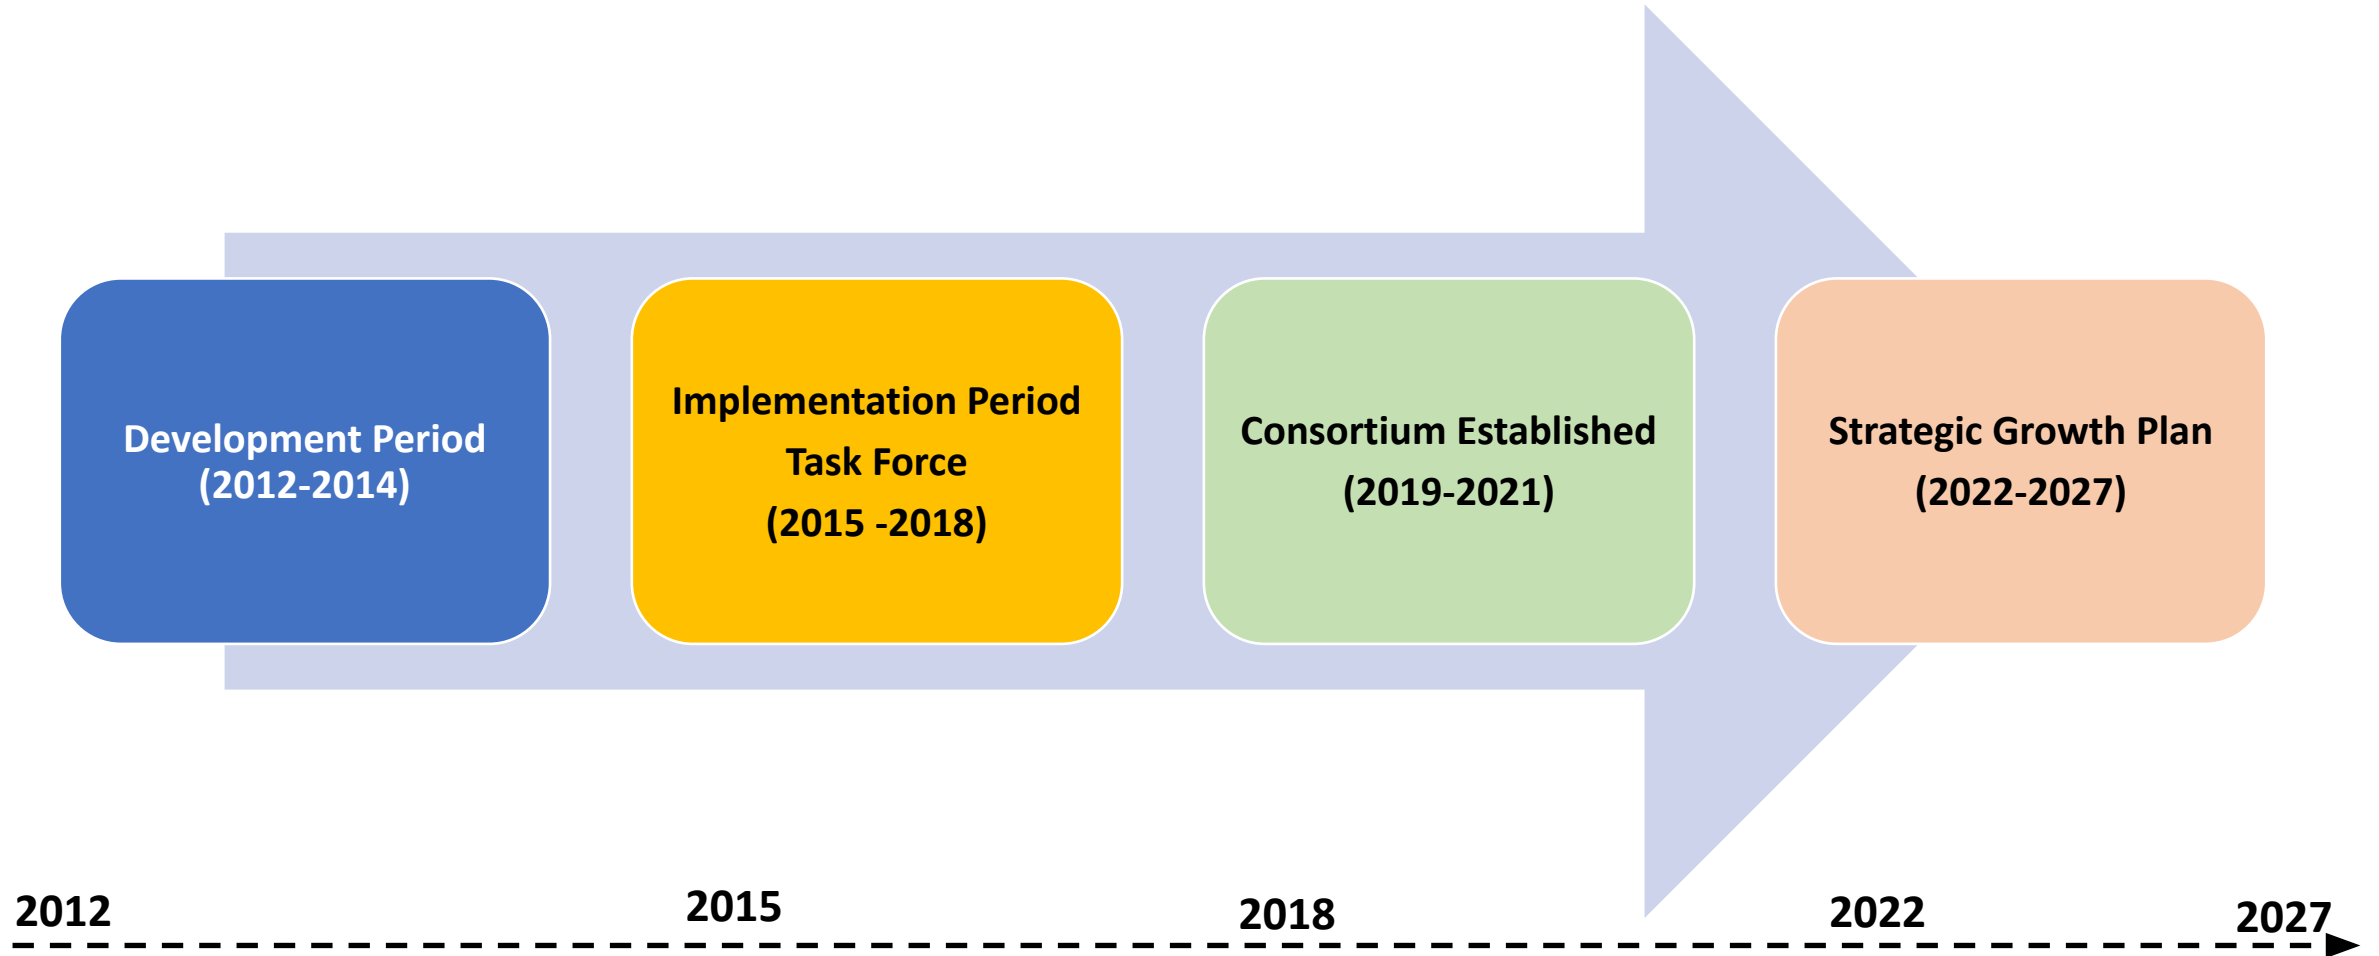 Development Period
(2012-2014)
Implementation Period
Task Force
(2015 -2018)
Consortium Established
(2019-2021)
Strategic Growth Plan
(2022-2027)
2012
2015
2018
2022
2027